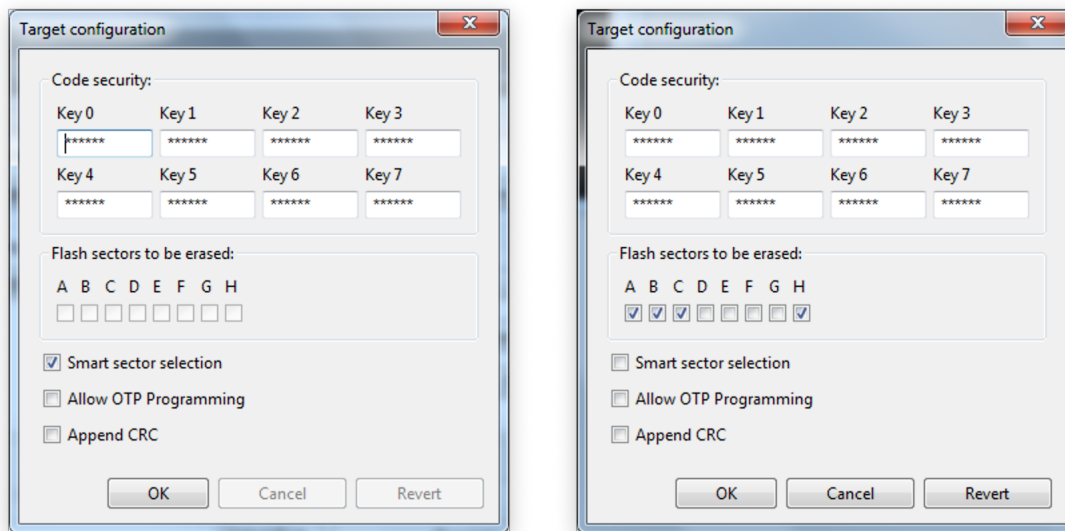 Target configuration
Code security:
Key 0 Key 1 Key 2 Key 3
****** ****** ****** ******
Key 4 Key 5 Key 6 Key 7
****** ****** ****** ******
Flash sectors to be erased:
A B C D E F G H
Smart sector selection
Allow OTP Programming
Append CRC
OK Cancel Revert
Target configuration
Code security:
Key 0 Key 1 Key 2 Key 3
****** ****** ****** ******
Key 4 Key 5 Key 6 Key 7
****** ****** ****** ******
Flash sectors to be erased:
A B C D E F G H
Smart sector selection
Allow OTP Programming
Append CRC
OK Cancel Revert